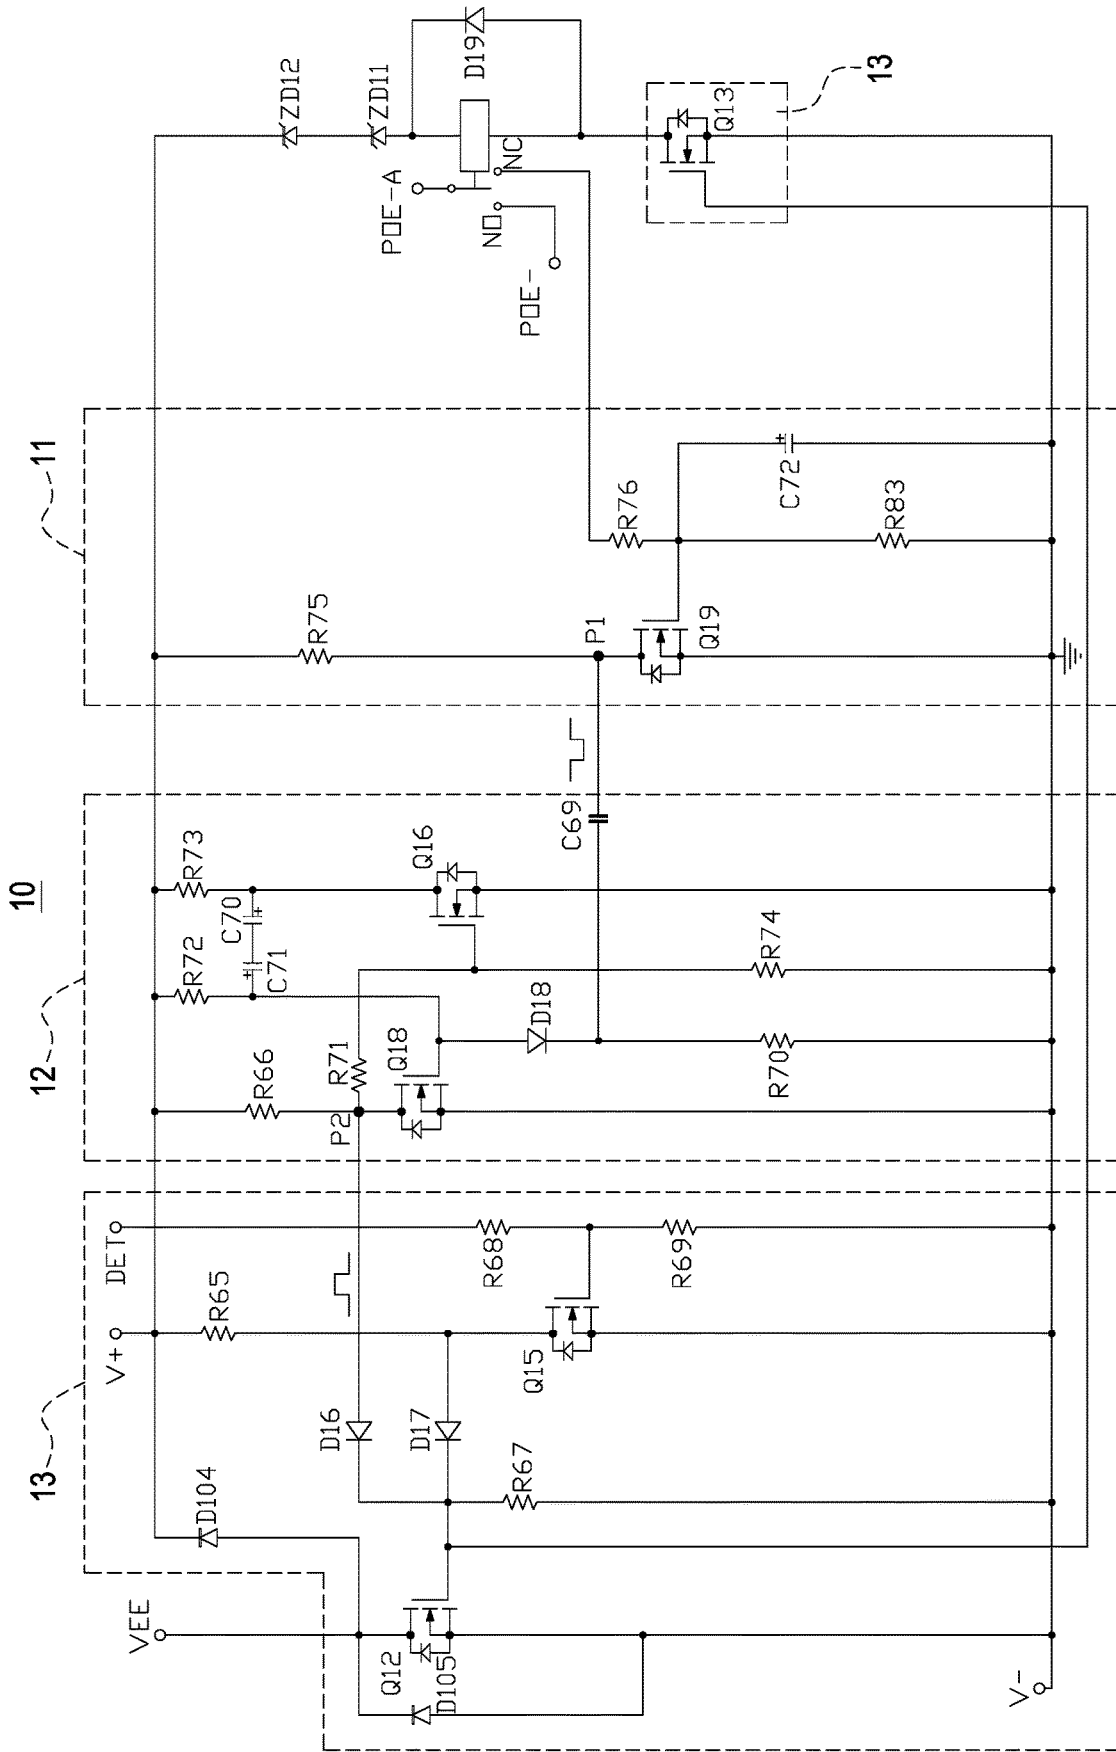 10
13
12
11
VEE
V+
DET
D104
R65
R66
R72
R73
C70
C71
R75
ZD12
ZD11
D19
POE-A
NC
NO
POE-
13
Q13
D16
D17
P2
R71
Q18
Q16
D18
C69
P1
Q19
R76
C72
R83
Q12
D105
R67
Q15
R68
R69
R70
R74
V-